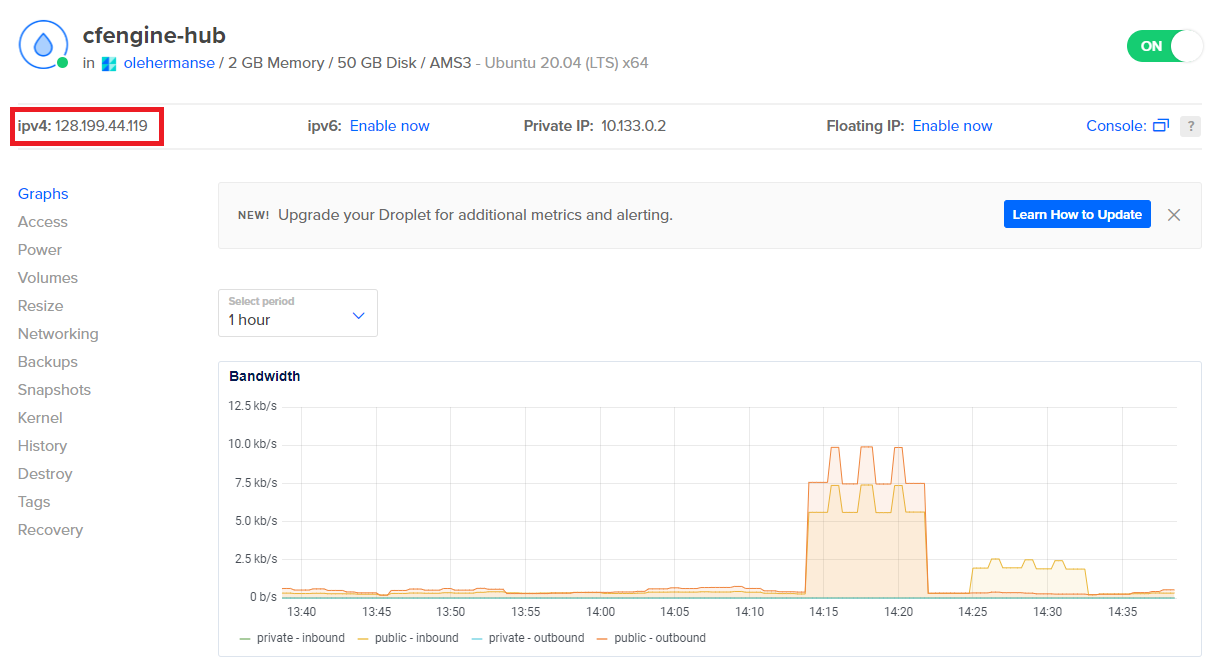 cfengine-hub
in olehermanse / 2 GB Memory / 50 GB Disk / AMS3 - Ubuntu 20.04 (LTS) x64
ON
ipv4: 128.199.44.119 ipv6: Enable now Private IP: 10.133.0.2 Floating IP: Enable now Console: ?
Graphs
Access
Power
Volumes
Resize
Networking
Backups
Snapshots
Kernel
History
Destroy
Tags
Recovery
NEW! Upgrade your Droplet for additional metrics and alerting. Learn How to Update
Select period
1 hour
Bandwidth
12.5 kb/s
10.0 kb/s
7.5 kb/s
5.0 kb/s
2.5 kb/s
0 b/s
13:40 13:45 13:50 13:55 14:00 14:05 14:10 14:15 14:20 14:25 14:30 14:35
private - inbound public - inbound private - outbound public - outbound